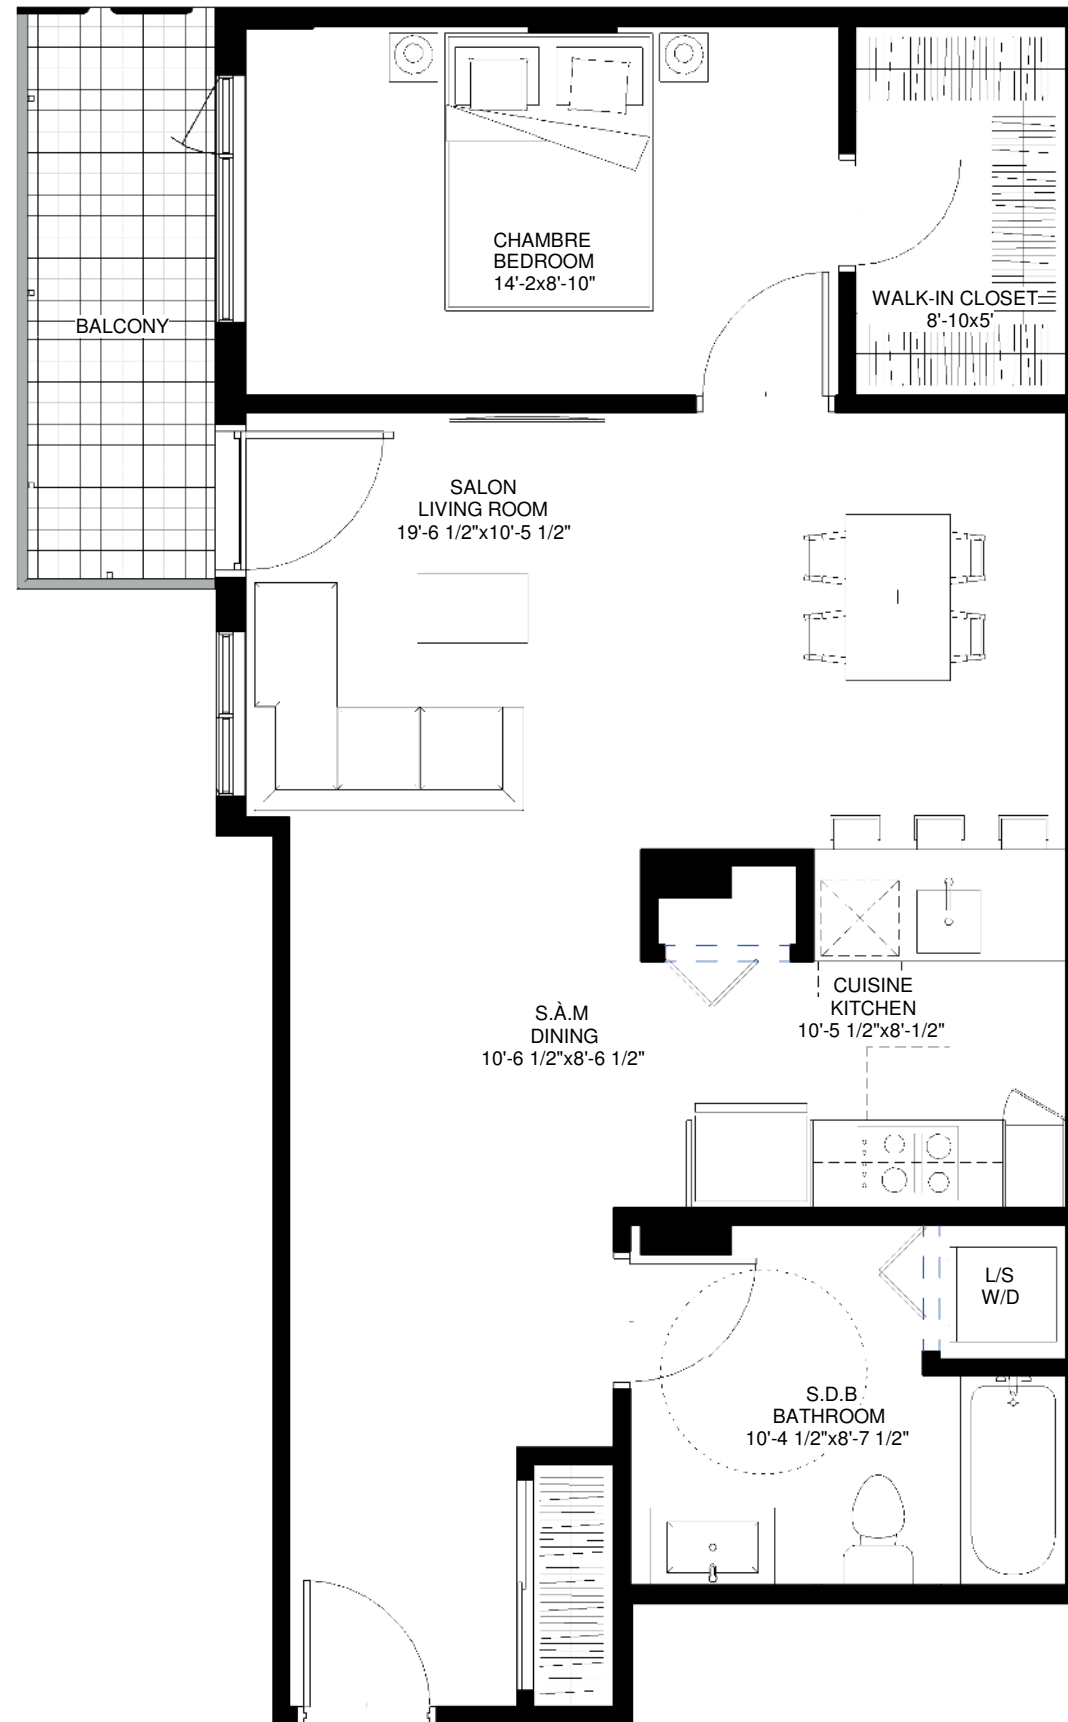 CHAMBRE
BEDROOM
14'-2x8'-10"
WALK-IN CLOSET
8'-10x5'
BALCONY
SALON
LIVING ROOM
19'-6 1/2"x10'-5 1/2"
CUISINE
KITCHEN
10'-5 1/2"x8'-1/2"
S.À.M
DINING
10'-6 1/2"x8'-6 1/2"
L/S
W/D
S.D.B
BATHROOM
10'-4 1/2"x8'-7 1/2"